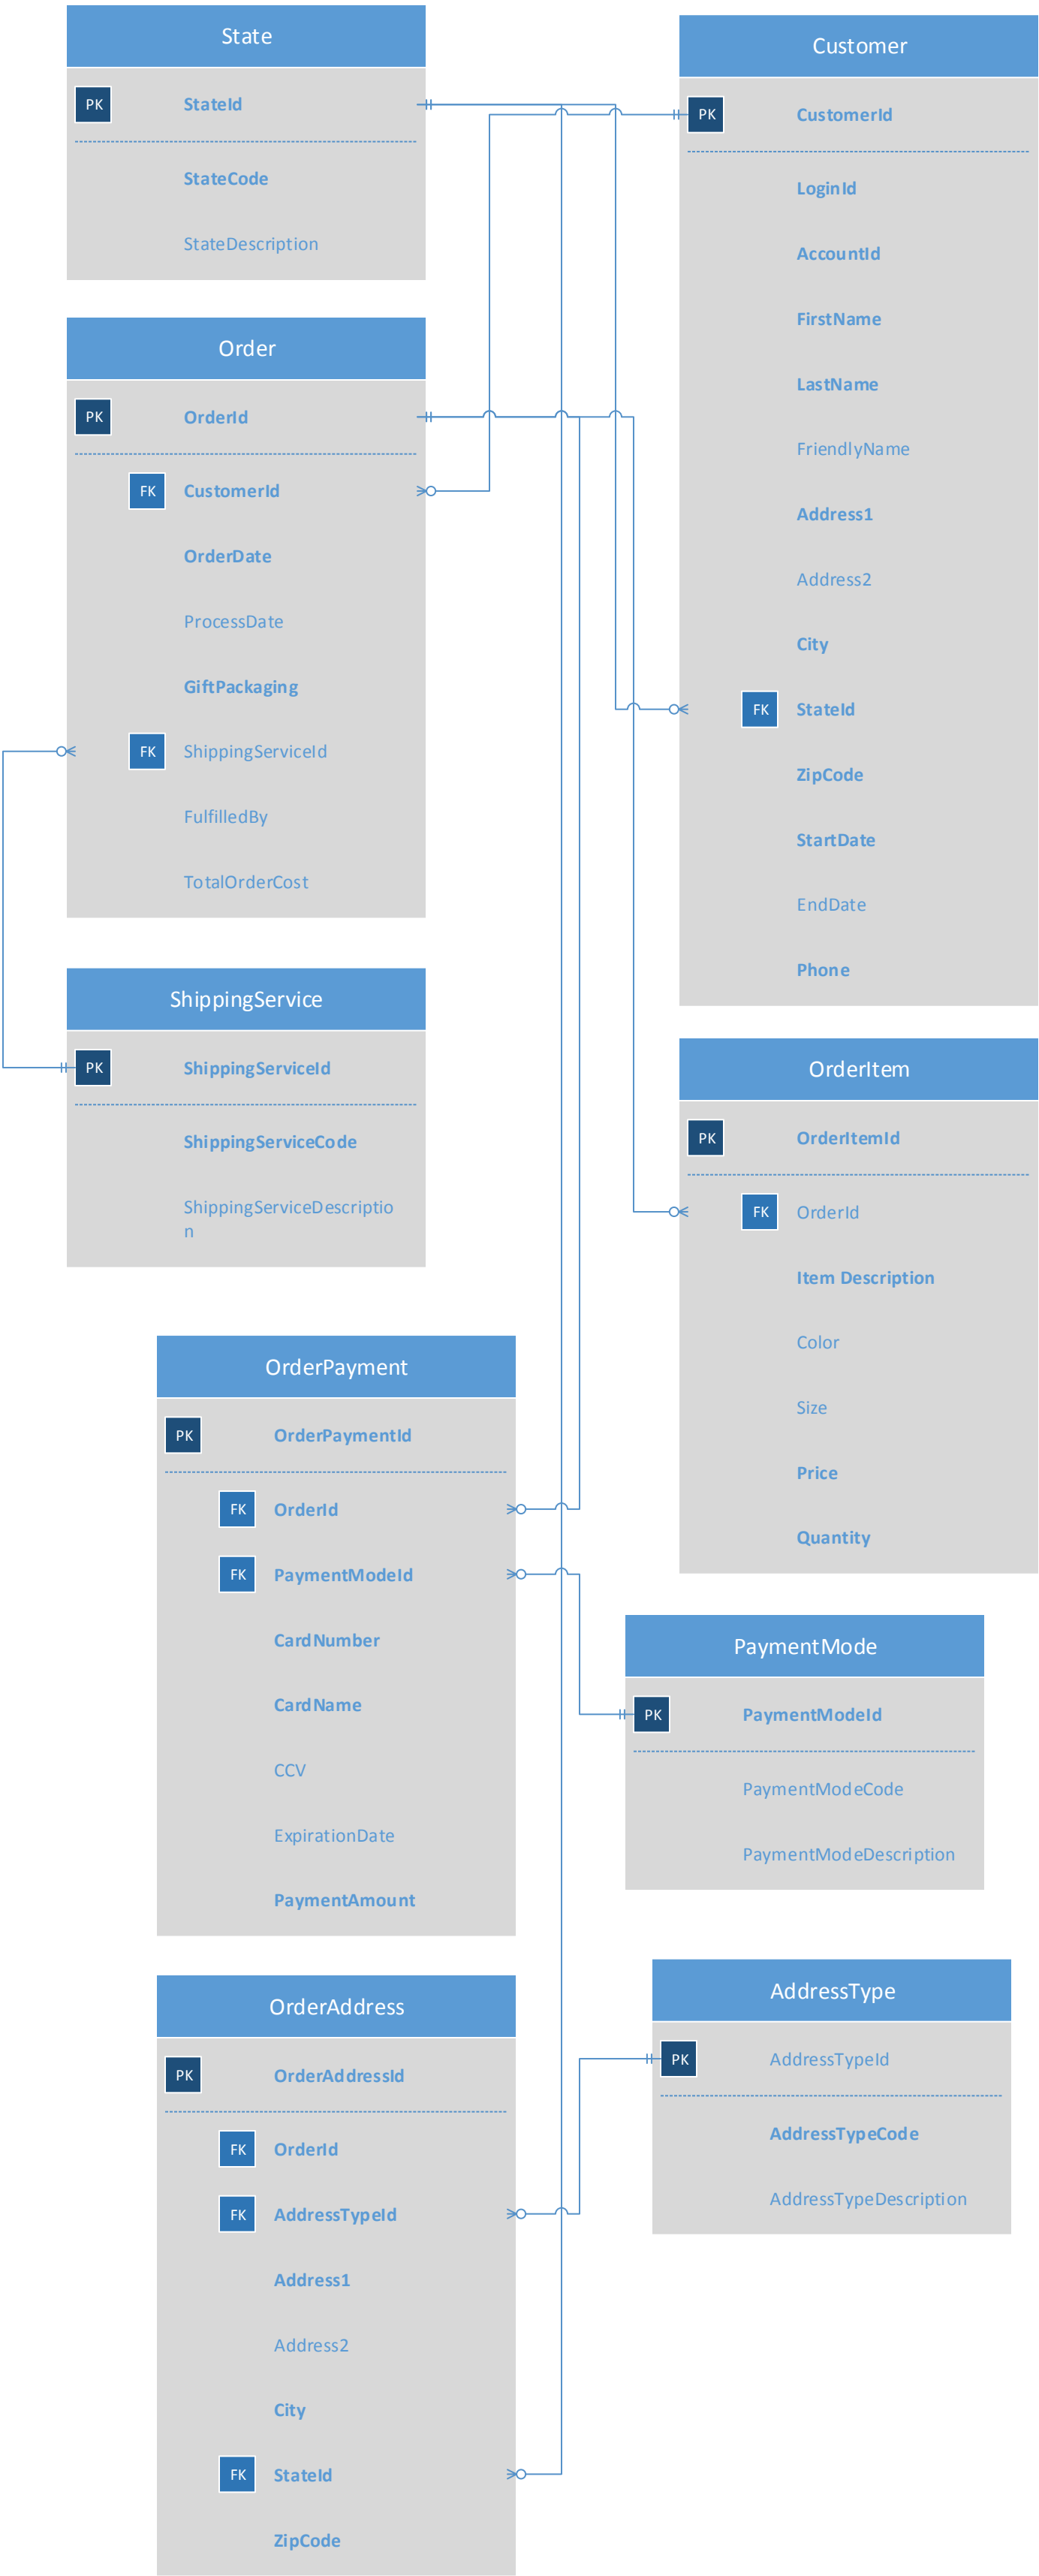 State
PK StateId
StateCode
StateDescription
Customer
PK CustomerId
LoginId
AccountId
FirstName
LastName
FriendlyName
Address1
Address2
City
FK StateId
ZipCode
StartDate
EndDate
Phone
Order
PK OrderId
FK CustomerId
OrderDate
ProcessDate
GiftPackaging
FK ShippingServiceId
FulfilledBy
TotalOrderCost
ShippingService
PK ShippingServiceId
ShippingServiceCode
ShippingServiceDescriptio
n
OrderItem
PK OrderItemId
FK OrderId
Item Description
Color
Size
Price
Quantity
OrderPayment
PK OrderPaymentId
FK OrderId
FK PaymentModeId
CardNumber
CardName
CCV
ExpirationDate
PaymentAmount
PaymentMode
PK PaymentModeId
PaymentModeCode
PaymentModeDescription
OrderAddress
PK OrderAddressId
FK OrderId
FK AddressTypeId
Address1
Address2
City
FK StateId
ZipCode
AddressType
PK AddressTypeId
AddressTypeCode
AddressTypeDescription